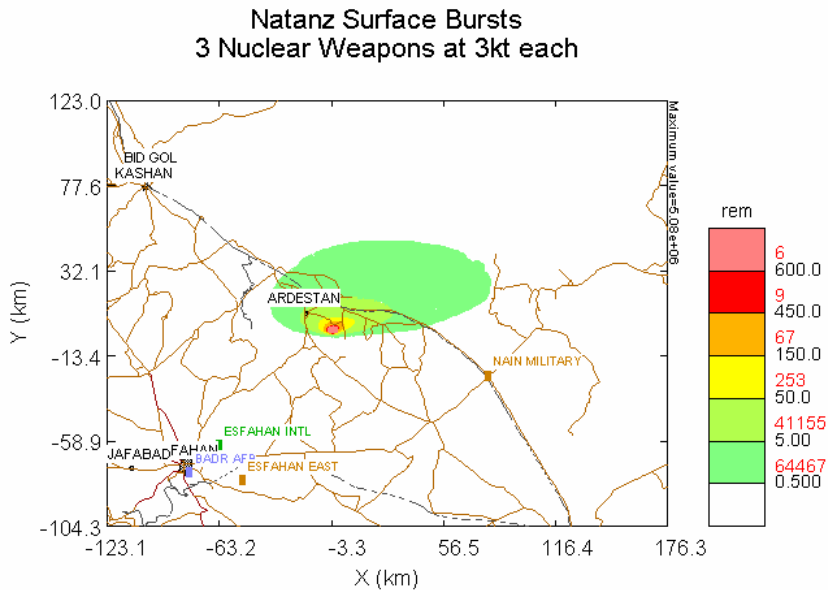 Natanz Surface Bursts
3 Nuclear Weapons at 3kt each
123.0
77.6
32.1
-13.4
-58.9
-104.3
Y (km)
BID GOL
KASHAN
ARDESTAN
NAIN MILITARY
ESFAHAN INTL
JAFABAD
FAHAN
BADR AFB
ESFAHAN EAST
-123.1 -63.2 -3.3 56.5 116.4 176.3
X (km)
Maximum value=5.08e+06
rem
6
600.0
9
450.0
67
150.0
253
50.0
41155
5.00
64467
0.500